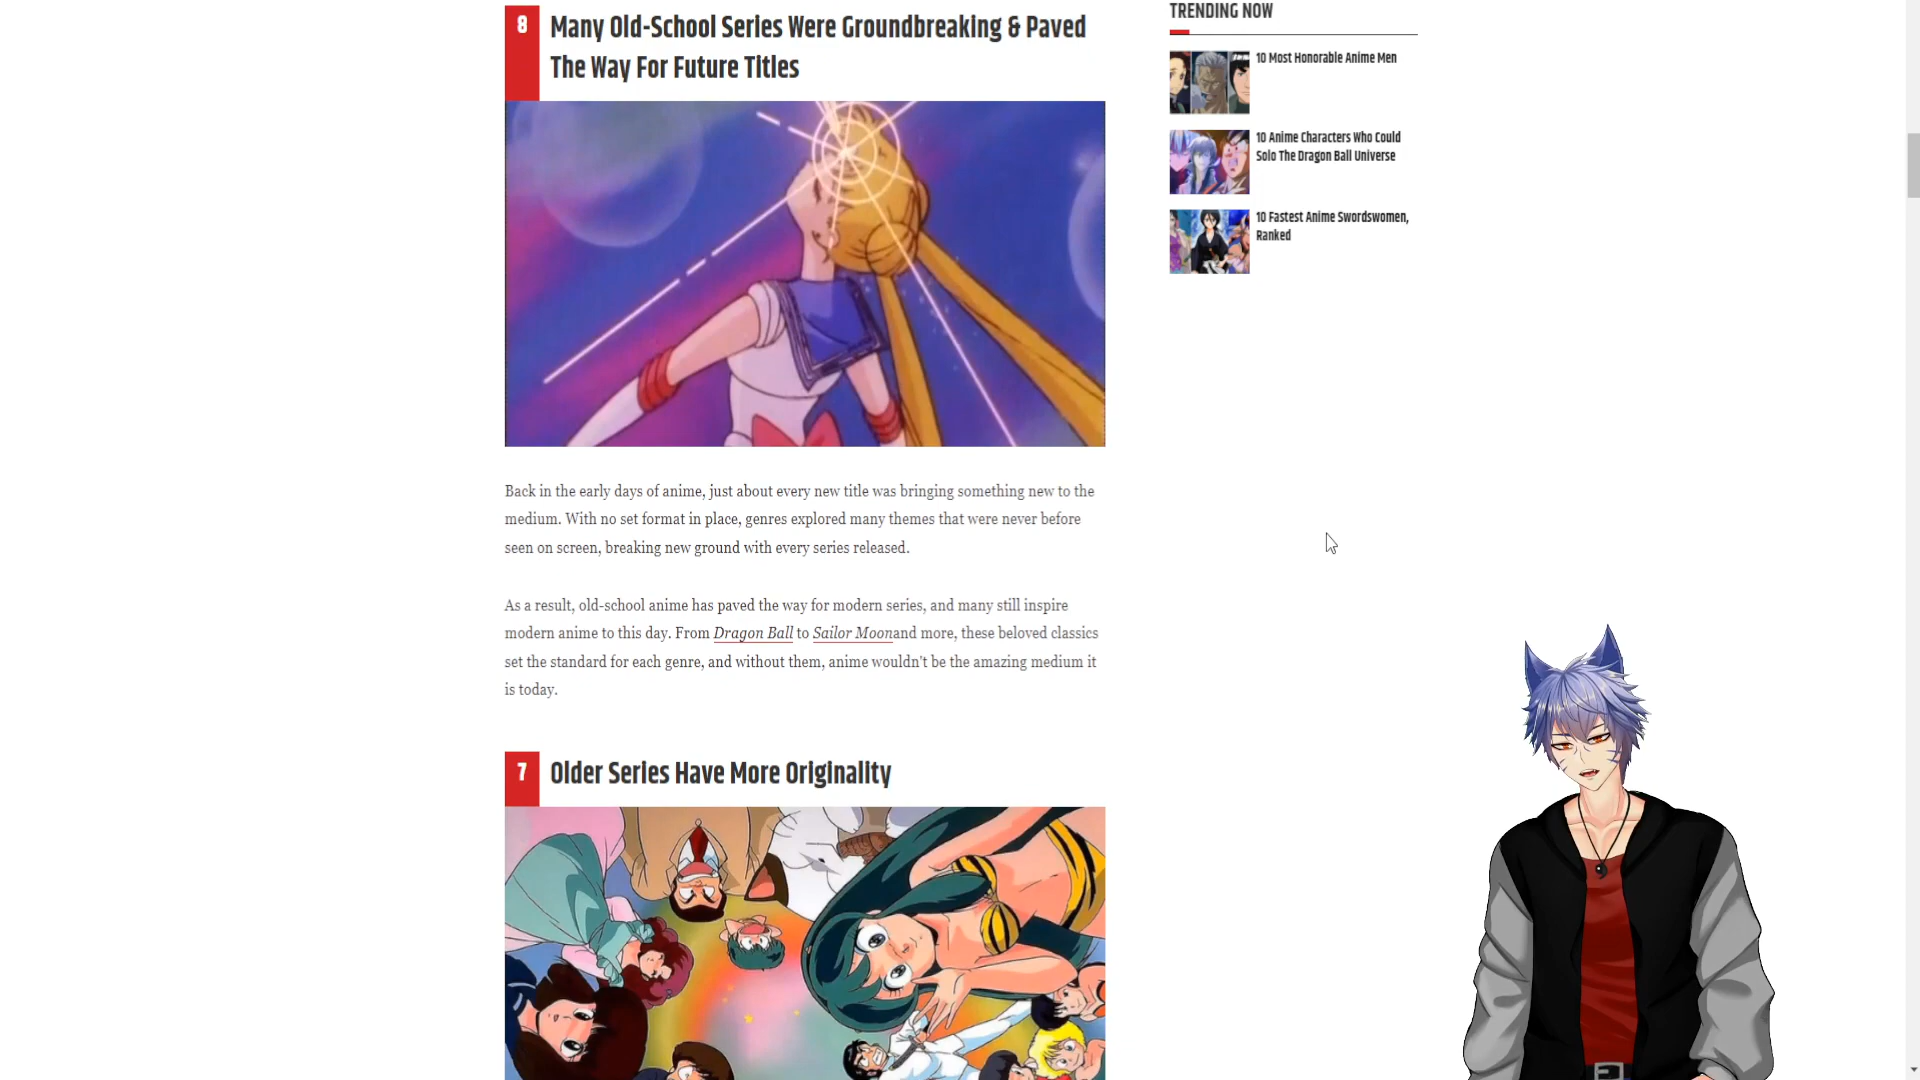 8
Many Old-School Series Were Groundbreaking & Paved
The Way For Future Titles
Back in the early days of anime, just about every new title was bringing something new to the
medium. With no set format in place, genres explored many themes that were never before
seen on screen, breaking new ground with every series released.
As a result, old-school anime has paved the way for modern series, and many still inspire
modern anime to this day. From Dragon Ball to Sailor Moonand more, these beloved classics
set the standard for each genre, and without them, anime wouldn't be the amazing medium it
is today.
7
Older Series Have More Originality
TRENDING NOW
10 Most Honorable Anime Men
10 Anime Characters Who Could
Solo The Dragon Ball Universe
10 Fastest Anime Swordswomen,
Ranked